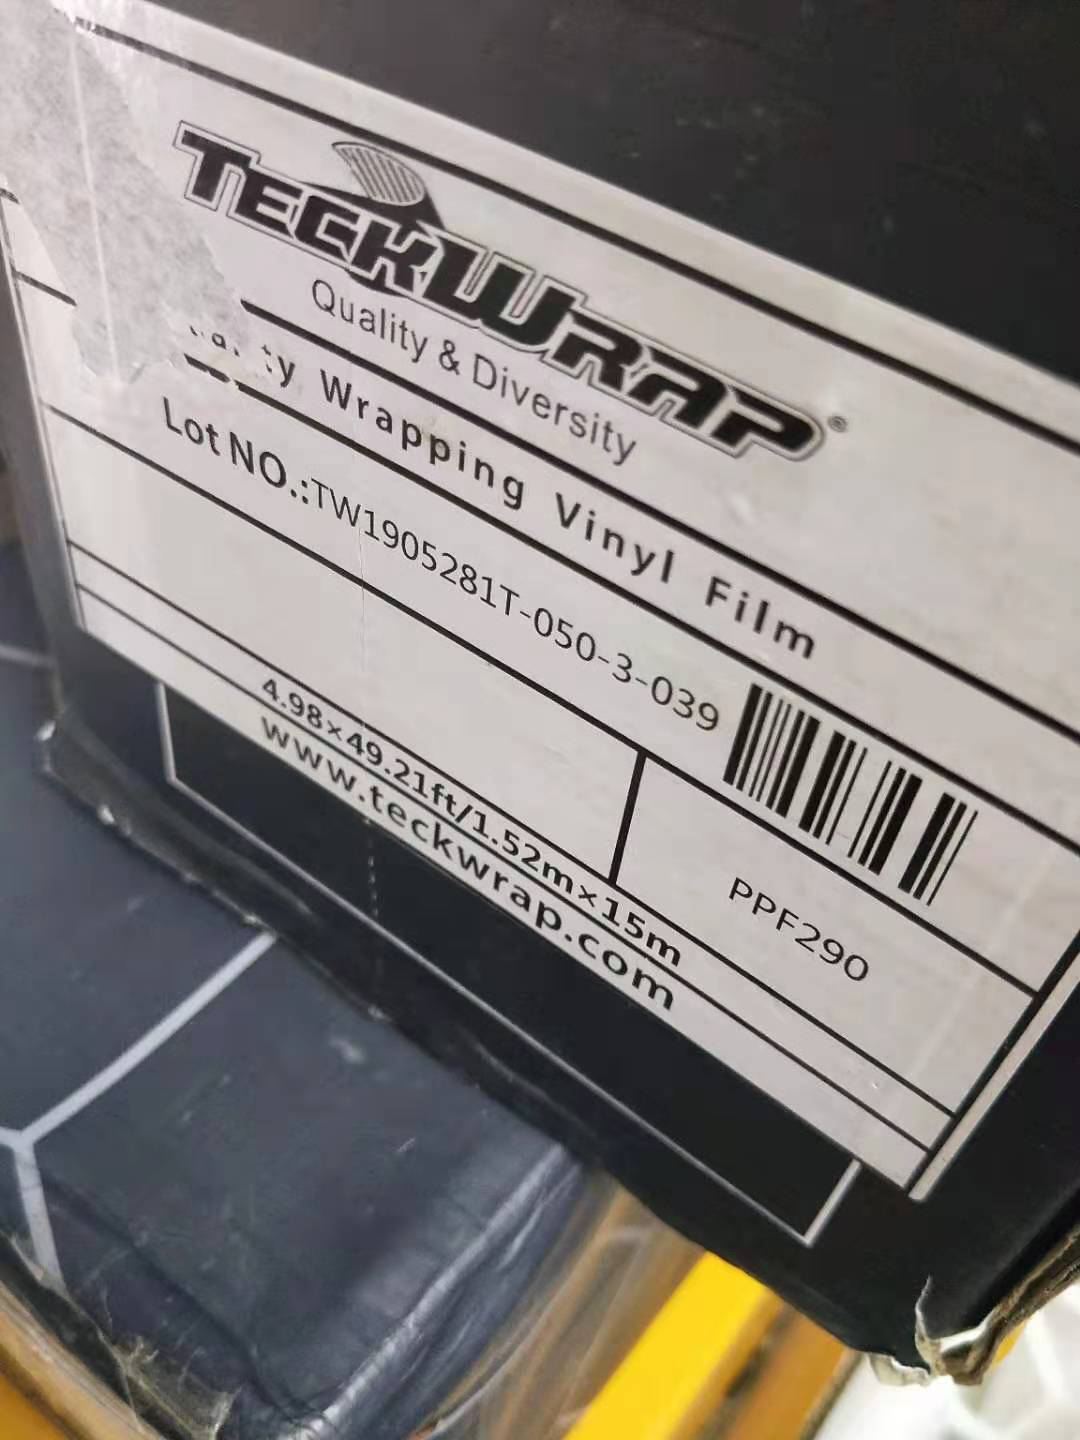 TECKWRAP®
Quality & Diversity
Wrapping Vinyl Film
Lot NO.:TW1905281T-050-3-039
PPF290
4.98×49.21ft/1.52m×15m
www.teckwrap.com